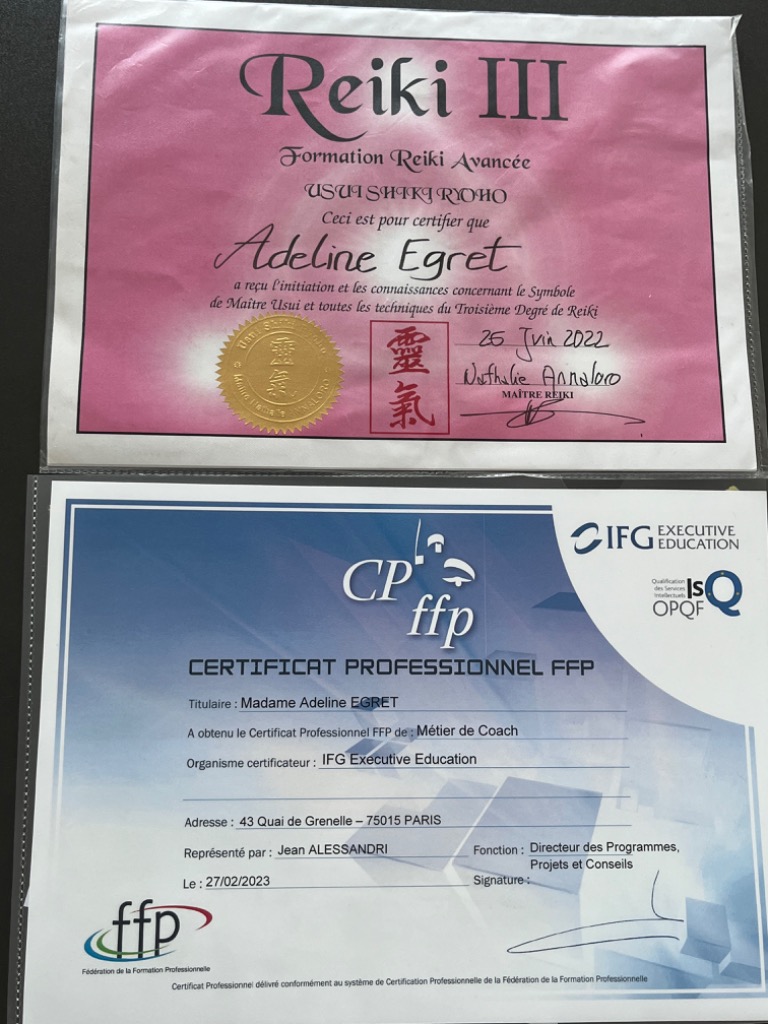 Reiki III
Formation Reiki Avancée
USUI SHIKI RYOHO
Ceci est pour certifier que
Adeline Egret
a reçu l'initiation et les connaissances concernant le Symbole
de Maître Usui et toutes les techniques du Troisième Degré de Reiki
靈氣
25 Juin 2022
Nathalie Annaloro
MAÎTRE REIKI
IFG EXECUTIVE
EDUCATION
CP
ffp
Qualification
des Services
Intellectuels
ISQ
OPQF
CERTIFICAT PROFESSIONNEL FFP
Titulaire : Madame Adeline EGRET
A obtenu le Certificat Professionnel FFP de : Métier de Coach
Organisme certificateur : IFG Executive Education
Adresse : 43 Quai de Grenelle – 75015 PARIS
Représenté par : Jean ALESSANDRI
Fonction : Directeur des Programmes,
Projets et Conseils
Le : 27/02/2023
Signature :
ffp
Fédération de la Formation Professionnelle
Certificat Professionnel délivré conformément au système de Certification Professionnelle de la Fédération de la Formation Professionnelle